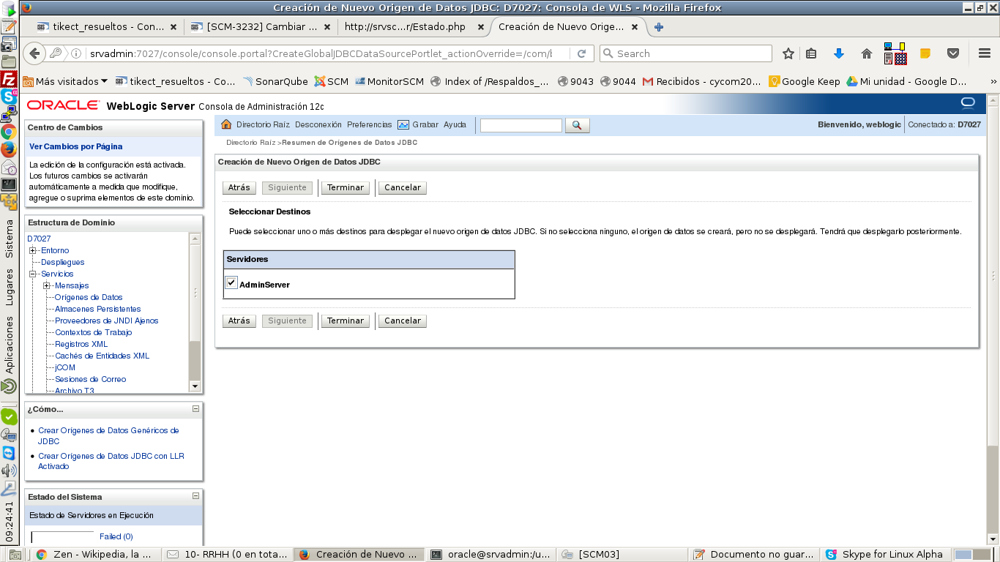 Creación de Nuevo Origen de Datos JDBC: D7027: Consola de WLS - Mozilla Firefox
tikect_resueltos - Con...
[SCM-3232] Cambiar ...
http://srvsc...r/Estado.php
Creación de Nuevo Orige...
srvadmin:7027/console/console.portal?CreateGlobalJDBCDataSourcePortlet_actionOverride=/com/b
Search
Más visitados
tikect_resueltos - Co...
SonarQube
SCM
MonitorSCM
Index of /Respaldos_...
9043
9044
Recibidos - cycom20...
Google Keep
Mi unidad - Google D...
ORACLE WebLogic Server Consola de Administración 12c
Centro de Cambios
Ver Cambios por Página
La edición de la configuración está activada.
Los futuros cambios se activarán
automáticamente a medida que modifique,
agregue o suprima elementos de este dominio.
Estructura de Dominio
D7027
Entorno
Despliegues
Servicios
Mensajes
Orígenes de Datos
Almacenes Persistentes
Proveedores de JNDI Ajenos
Contextos de Trabajo
Registros XML
Cachés de Entidades XML
jCOM
Sesiones de Correo
Archivo T3
¿Cómo...
Crear Orígenes de Datos Genéricos de
JDBC
Crear Orígenes de Datos JDBC con LLR
Activado
Estado del Sistema
Estado de Servidores en Ejecución
Failed (0)
Directorio Raíz Desconexión Preferencias Grabar Ayuda
Bienvenido, weblogic
Conectado a: D7027
Directorio Raíz >Resumen de Orígenes de Datos JDBC
Creación de Nuevo Origen de Datos JDBC
Atrás Siguiente Terminar Cancelar
Seleccionar Destinos
Puede seleccionar uno o más destinos para desplegar el nuevo origen de datos JDBC. Si no selecciona ninguno, el origen de datos se creará, pero no se desplegará. Tendrá que desplegarlo posteriormente.
Servidores
AdminServer
Atrás Siguiente Terminar Cancelar
Sistema
Lugares
Aplicaciones
09:24:41
Zen - Wikipedia, la ...
10- RRHH (0 en tota...
Creación de Nuevo ...
oracle@srvadmin:/u...
[SCM03]
Documento no guar...
Skype for Linux Alpha